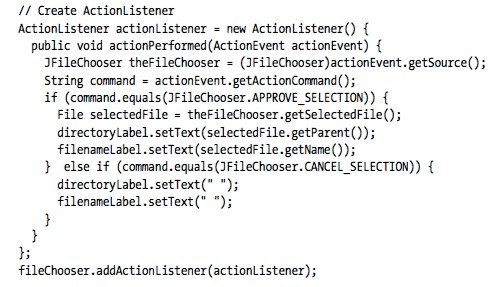 // Create ActionListener
ActionListener actionListener = new ActionListener() {
  public void actionPerformed(ActionEvent actionEvent) {
    JFileChooser theFileChooser = (JFileChooser)actionEvent.getSource();
    String command = actionEvent.getActionCommand();
    if (command.equals(JFileChooser.APPROVE_SELECTION)) {
      File selectedFile = theFileChooser.getSelectedFile();
      directoryLabel.setText(selectedFile.getParent());
      filenameLabel.setText(selectedFile.getName());
    }  else if (command.equals(JFileChooser.CANCEL_SELECTION)) {
      directoryLabel.setText(" ");
      filenameLabel.setText(" ");
    }
  }
};
fileChooser.addActionListener(actionListener);